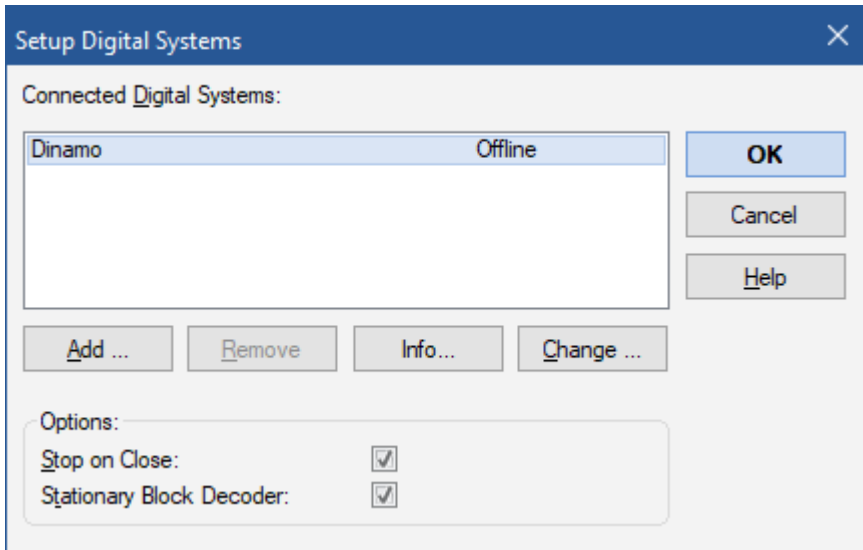 Setup Digital Systems
Connected Digital Systems:
Dinamo Offline
OK
Cancel
Help
Add ... Remove Info... Change ...
Options:
Stop on Close:
Stationary Block Decoder: